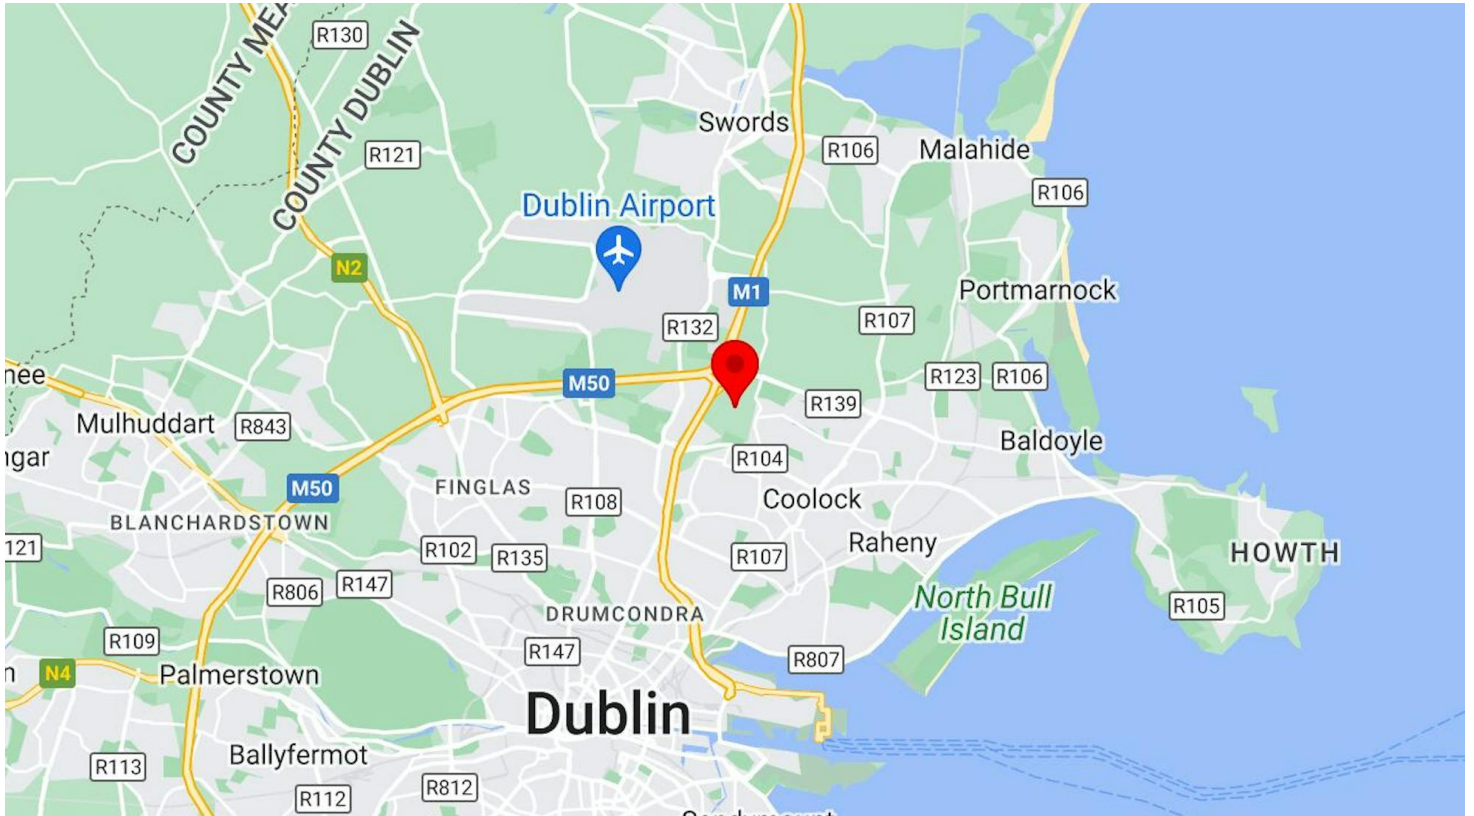 COUNTY MEA
R130
COUNTY DUBLIN
Swords
R121
R106
Malahide
R106
Dublin Airport
N2
M1
Portmarnock
R132
R107
nee
M50
R123
R106
R139
Mulhuddart
R843
Baldoyle
ngar
R104
M50
FINGLAS
R108
Coolock
BLANCHARDSTOWN
121
R102
R135
R107
Raheny
HOWTH
R806
R147
North Bull
Island
DRUMCONDRA
R105
R109
R147
R807
n
N4
Palmerstown
Dublin
Ballyfermot
R113
R112
R812